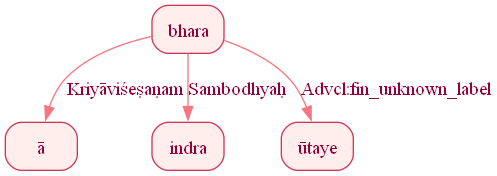 bhara
Kriyāviśeṣaṇam Sambodhyaḥ Advcl:fin_unknown_label
ā indra ūtaye